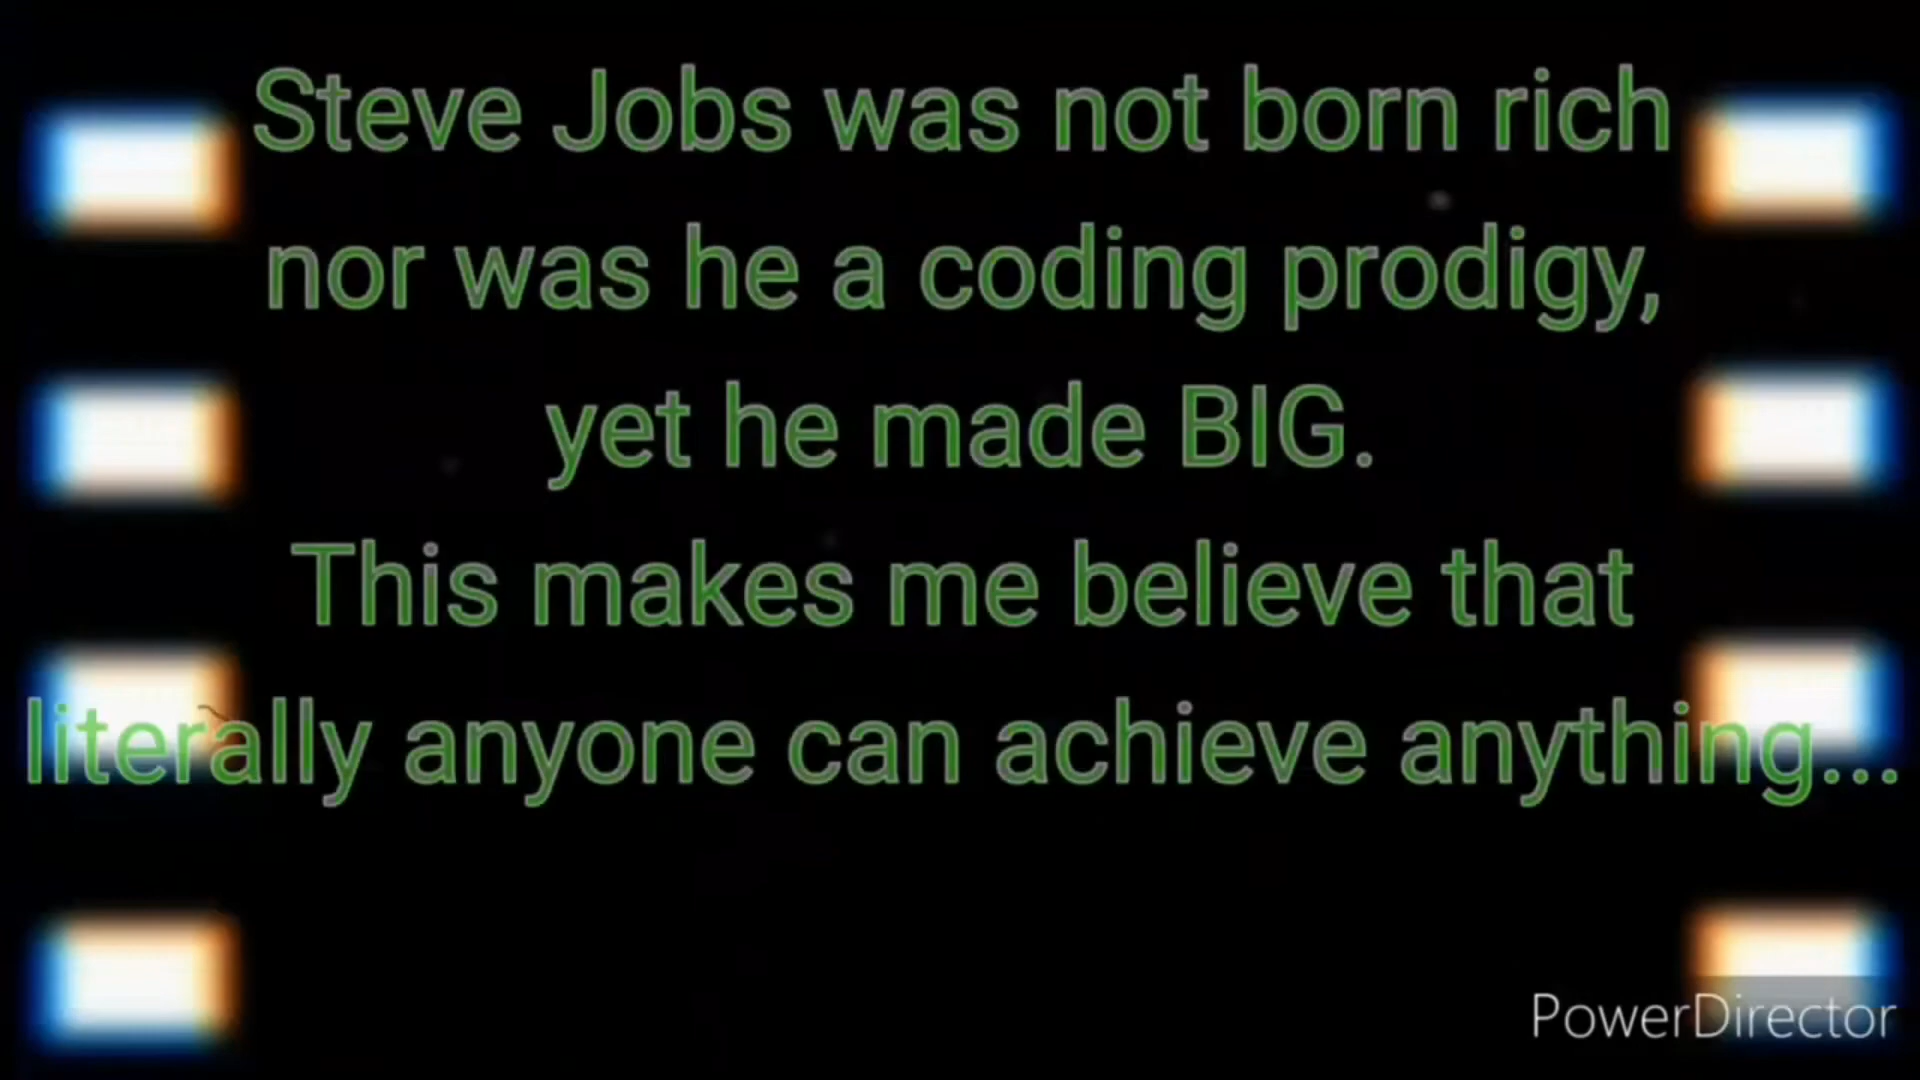 Steve Jobs was not born rich
nor was he a coding prodigy,
yet he made BIG.
This makes me believe that
literally anyone can achieve anything...
PowerDirector